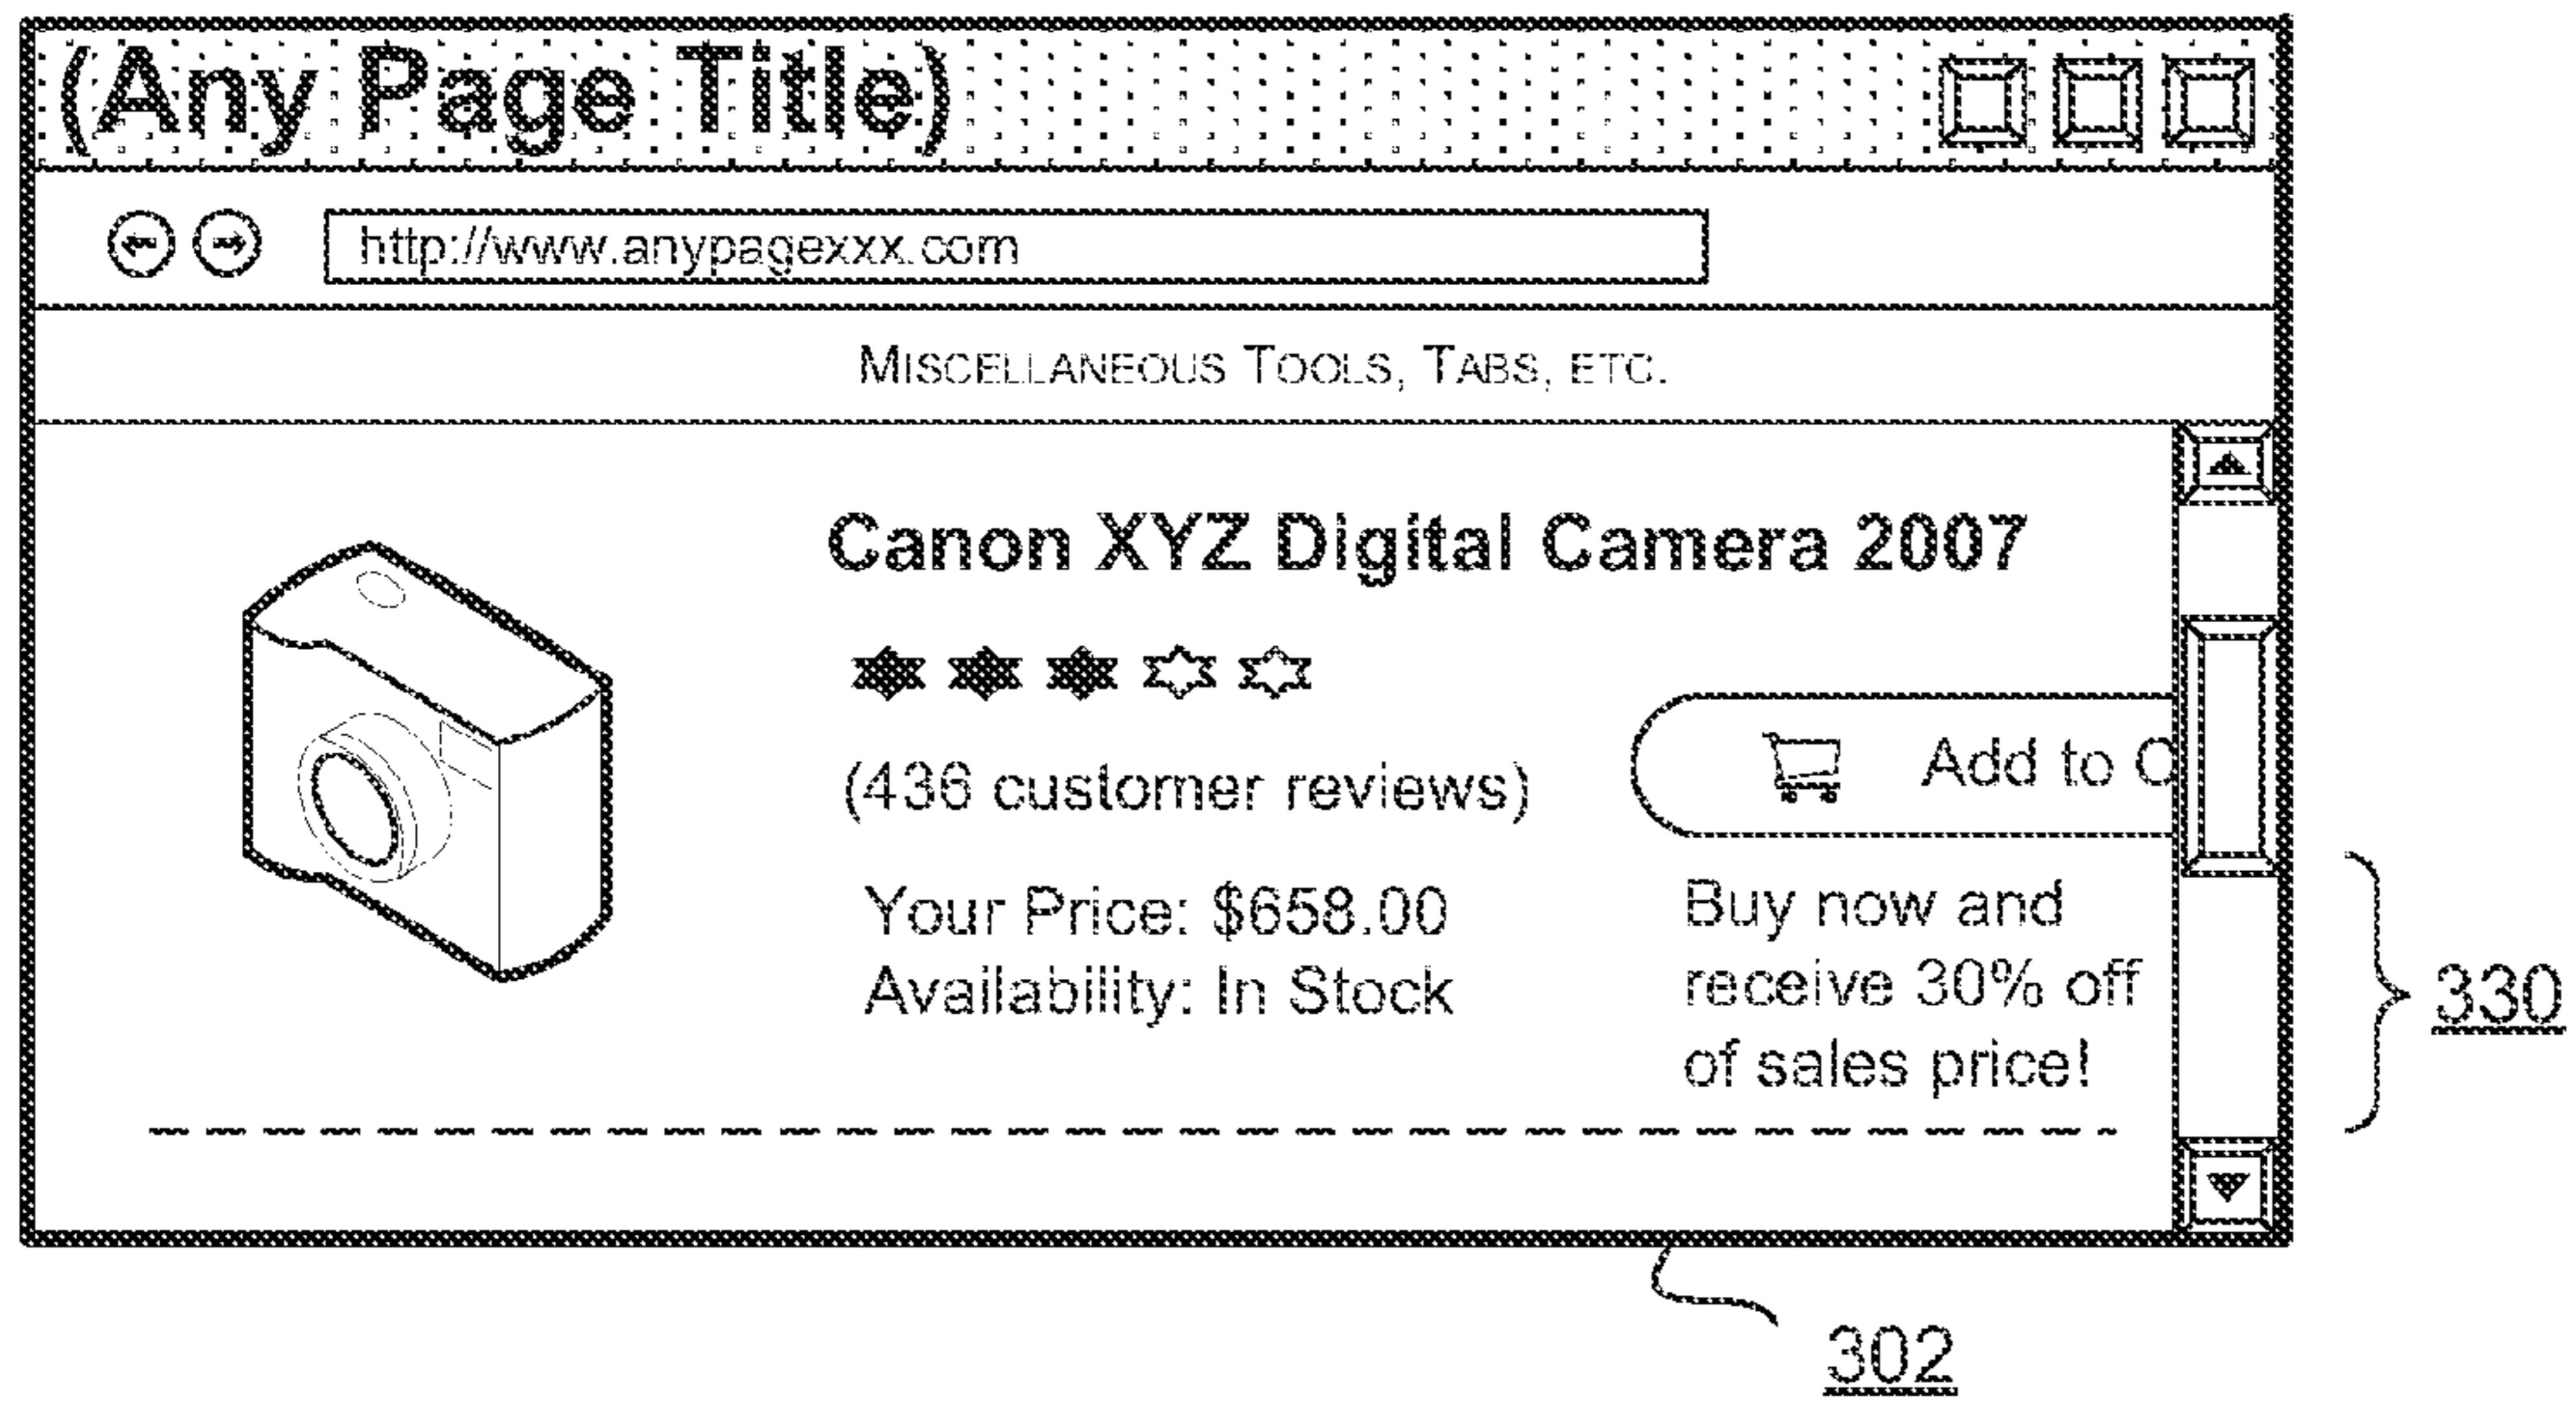 (Any Page Title)
http://www.anypagexxx.com
MISCELLANEOUS TOOLS, TABS, ETC.
Canon XYZ Digital Camera 2007
(436 customer reviews)
Add to C
Your Price: $658.00
Availability: In Stock
Buy now and
receive 30% off
of sales price!
330
302